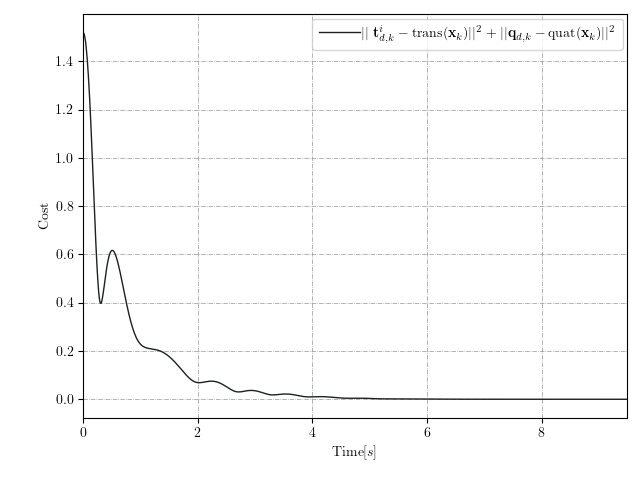 || t^i_{d,k} − trans(x_k)||^2 + ||q_{d,k} − quat(x_k)||^2
1.4
1.2
1.0
0.8
0.6
0.4
0.2
0.0
Cost
0 2 4 6 8
Time[s]